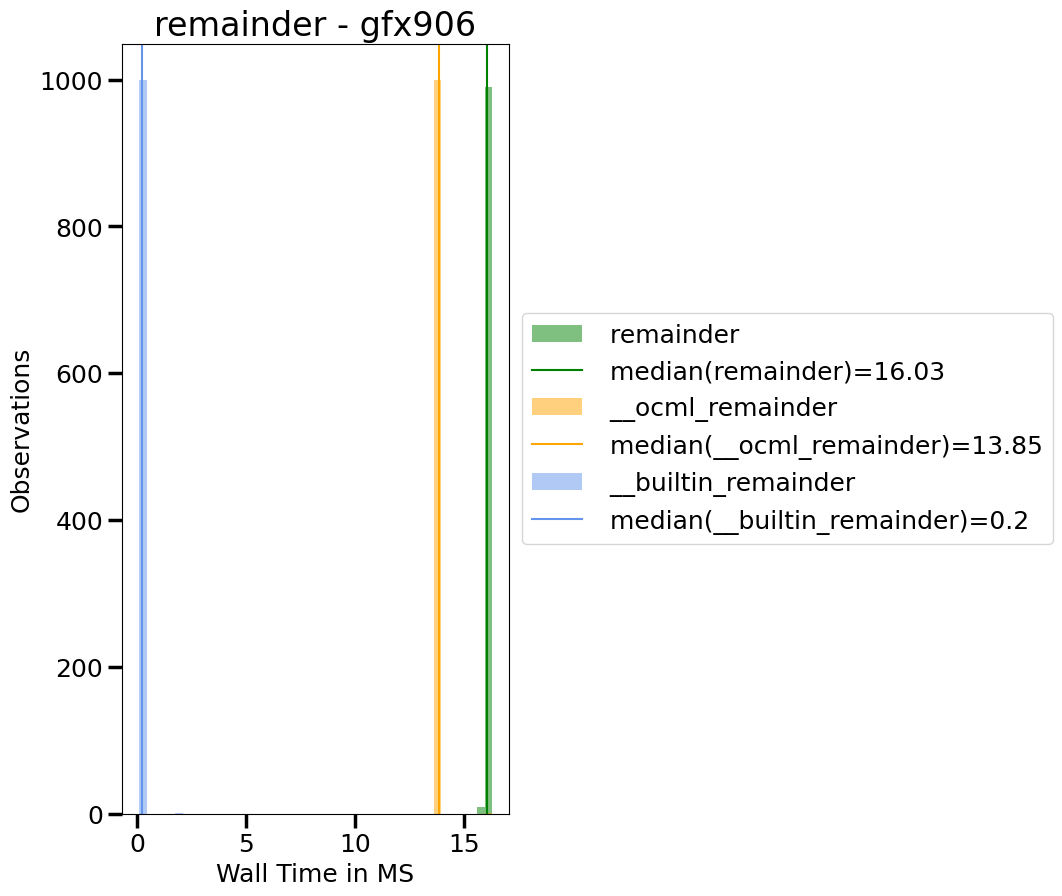 remainder - gfx906
1000
800
600
400
200
0
Observations
0 5 10 15
Wall Time in MS
remainder
median(remainder)=16.03
__ocml_remainder
median(__ocml_remainder)=13.85
__builtin_remainder
median(__builtin_remainder)=0.2